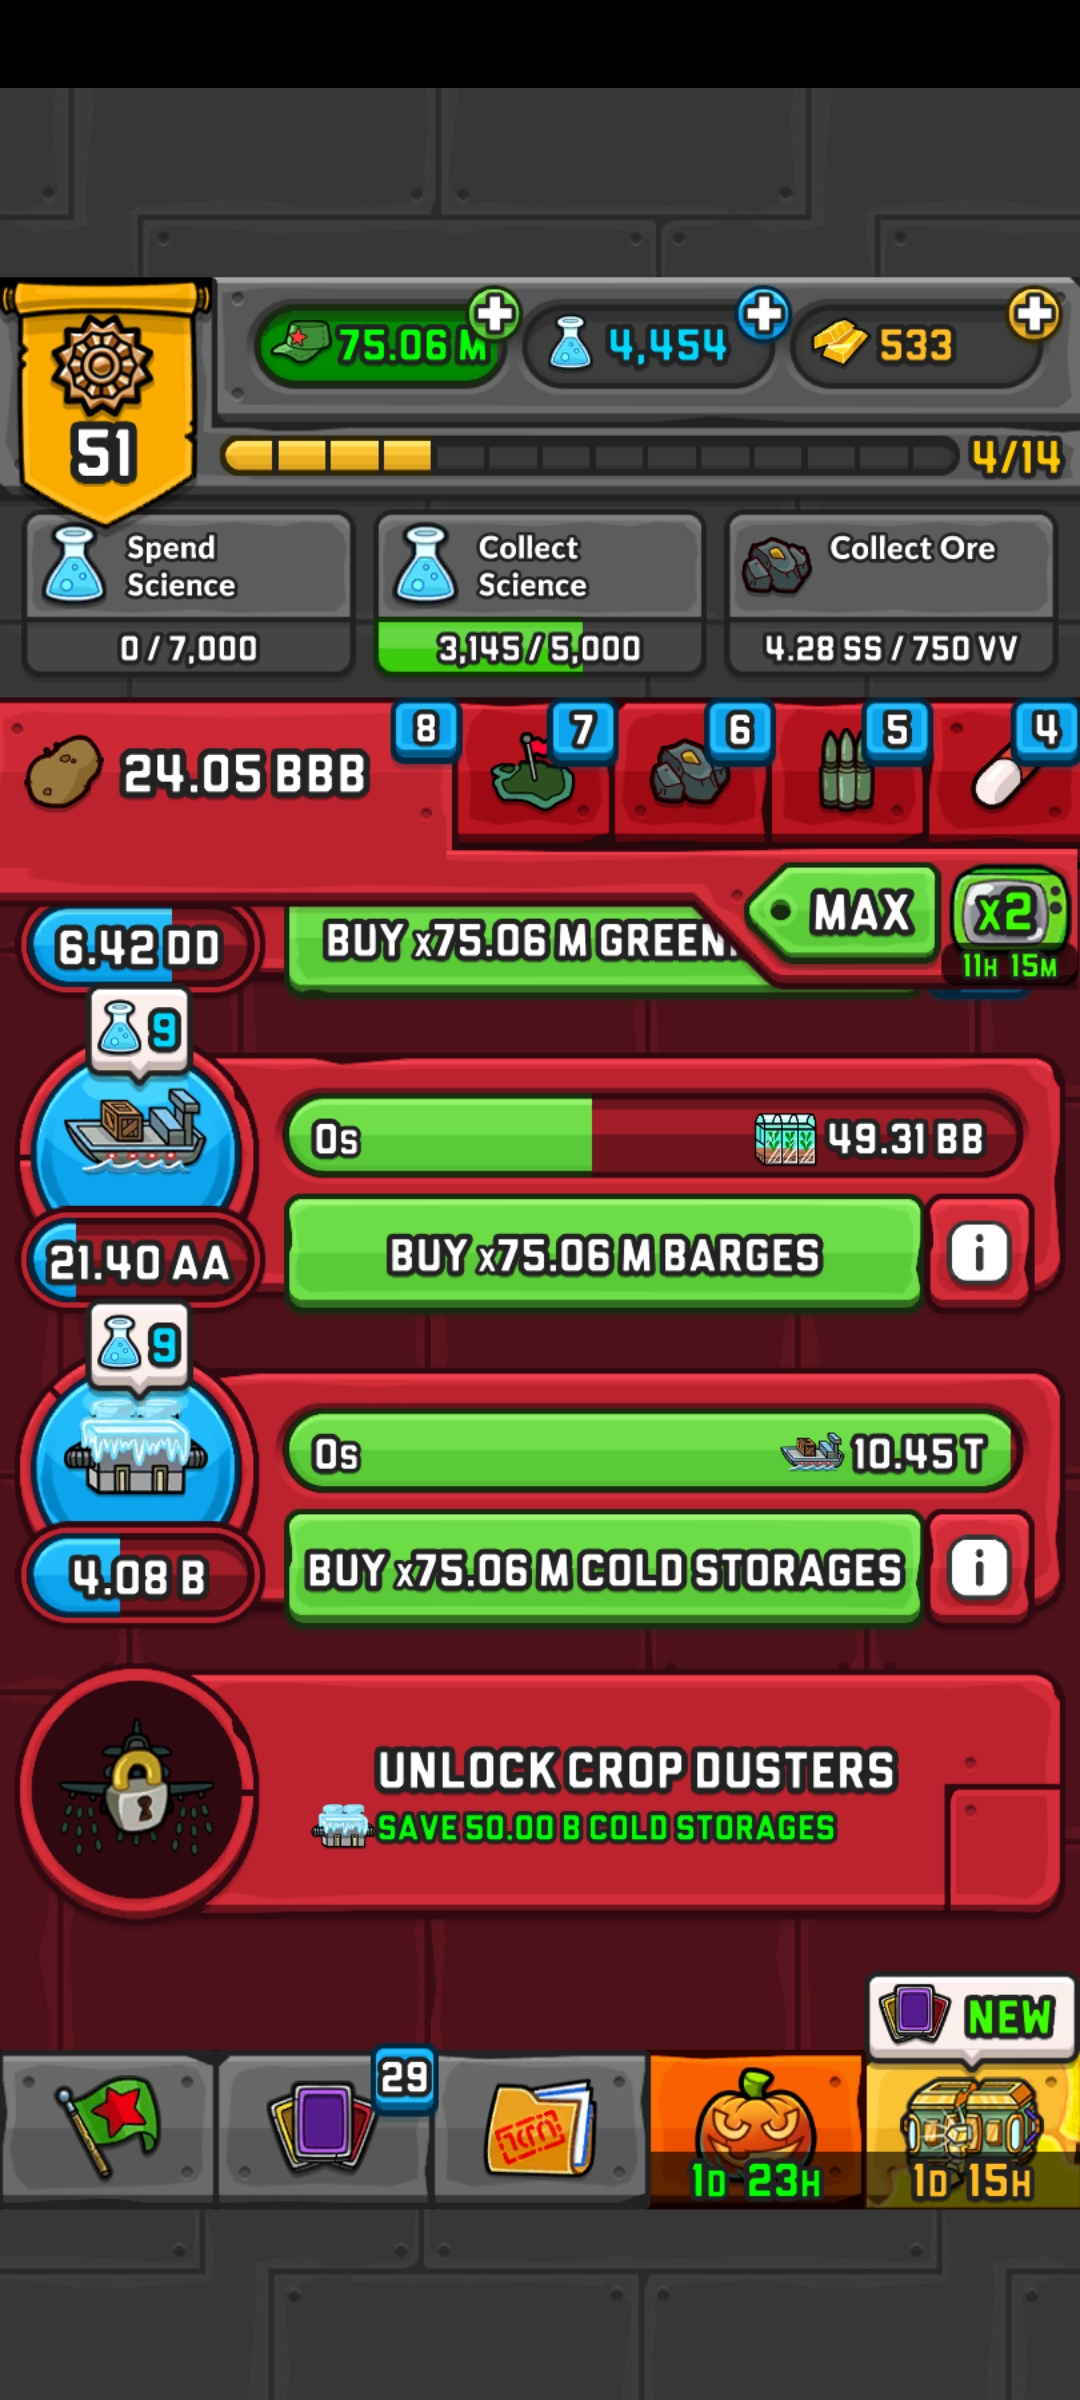 75.06 M
4,454
533
51
4/14
Spend
Science
Collect
Science
Collect Ore
0 / 7,000
3,145 / 5,000
4.28 SS / 750 VV
8
7
6
5
4
24.05 BBB
MAX
x2
11H 15M
6.42 DD
BUY x75.06 M GREEN
9
0s
49.31 BB
BUY x75.06 M BARGES
i
21.40 AA
9
0s
10.45 T
BUY x75.06 M COLD STORAGES
i
4.08 B
UNLOCK CROP DUSTERS
SAVE 50.00 B COLD STORAGES
NEW
29
1D 23H
1D 15H